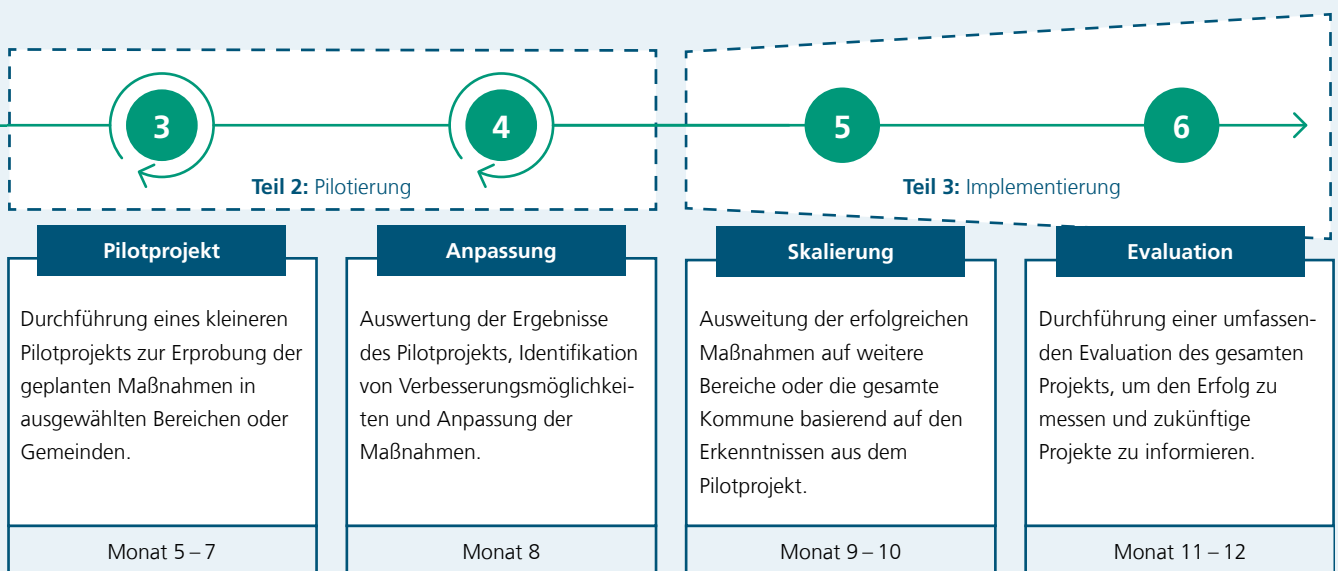 3
4
5
6
Teil 2: Pilotierung
Teil 3: Implementierung
Pilotprojekt
Durchführung eines kleineren
Pilotprojekts zur Erprobung der
geplanten Maßnahmen in
ausgewählten Bereichen oder
Gemeinden.
Monat 5 – 7
Anpassung
Auswertung der Ergebnisse
des Pilotprojekts, Identifikation
von Verbesserungsmöglichkei-
ten und Anpassung der
Maßnahmen.
Monat 8
Skalierung
Ausweitung der erfolgreichen
Maßnahmen auf weitere
Bereiche oder die gesamte
Kommune basierend auf den
Erkenntnissen aus dem
Pilotprojekt.
Monat 9 – 10
Evaluation
Durchführung einer umfassen-
den Evaluation des gesamten
Projekts, um den Erfolg zu
messen und zukünftige
Projekte zu informieren.
Monat 11 – 12